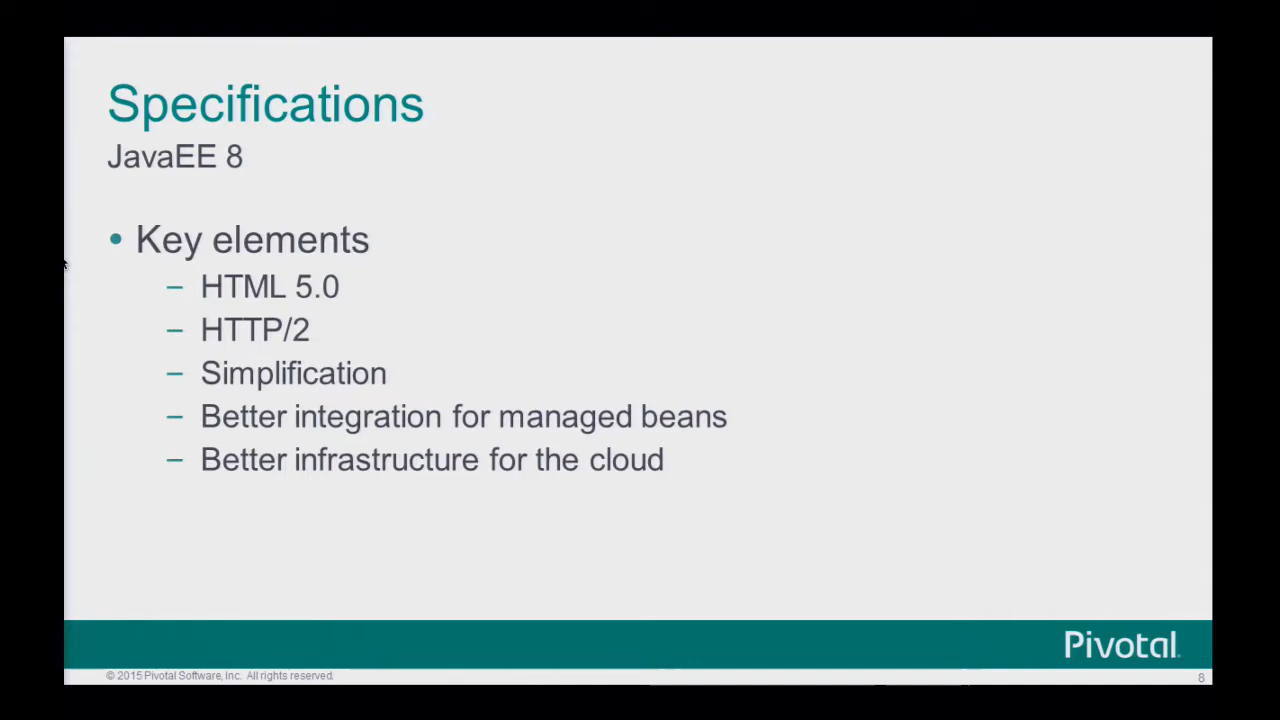 Specifications
JavaEE 8
• Key elements
– HTML 5.0
– HTTP/2
– Simplification
– Better integration for managed beans
– Better infrastructure for the cloud
Pivotal
© 2015 Pivotal Software, Inc. All rights reserved.
8